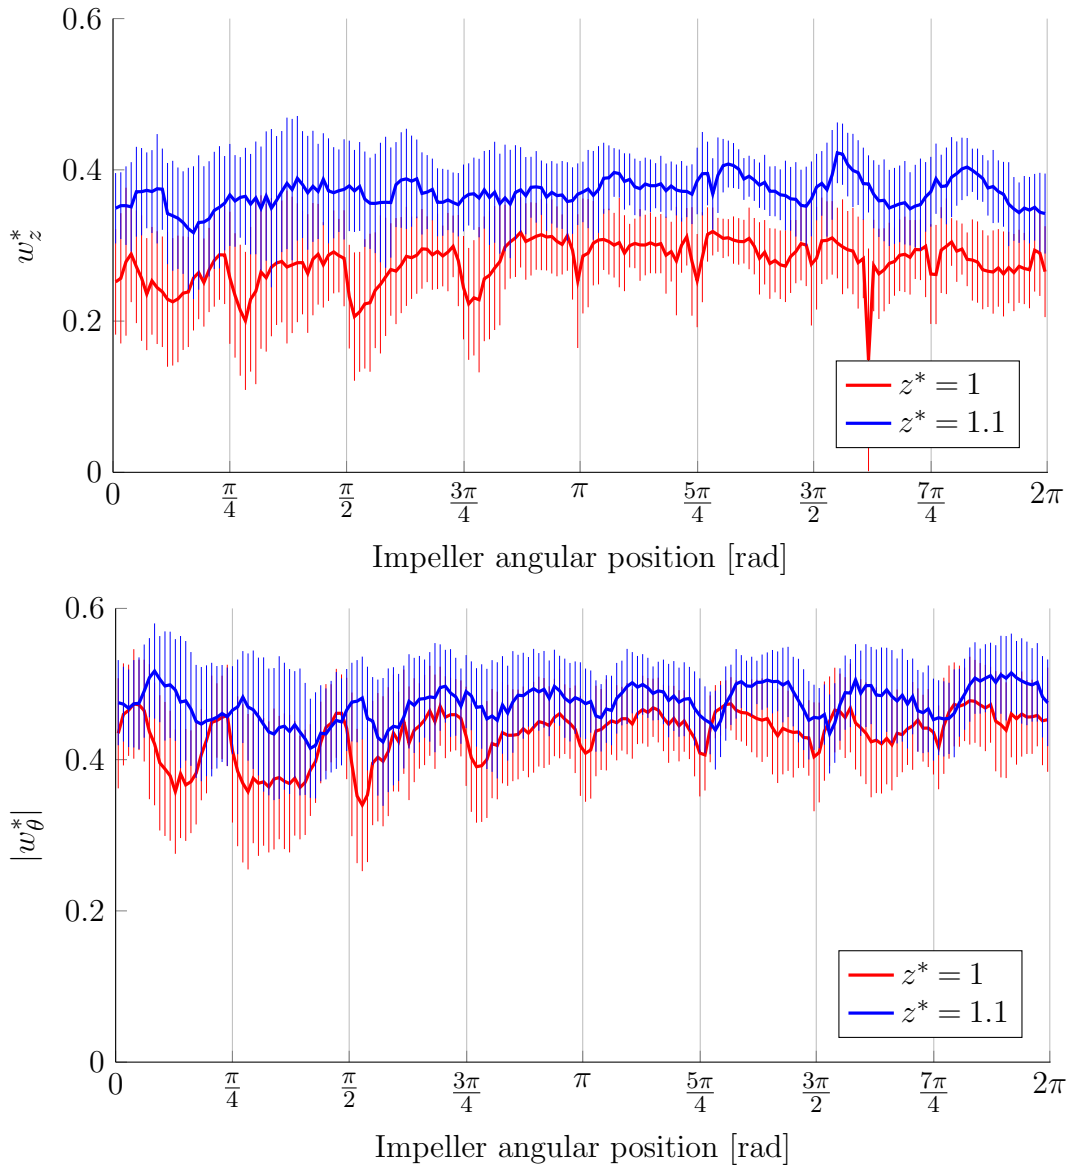 0.6
0.4
0.2
0
w_z^*
z* = 1
z* = 1.1
0 π/4 π/2 3π/4 π 5π/4 3π/2 7π/4 2π
Impeller angular position [rad]
0.6
0.4
0.2
0
|w_θ^*|
z* = 1
z* = 1.1
0 π/4 π/2 3π/4 π 5π/4 3π/2 7π/4 2π
Impeller angular position [rad]